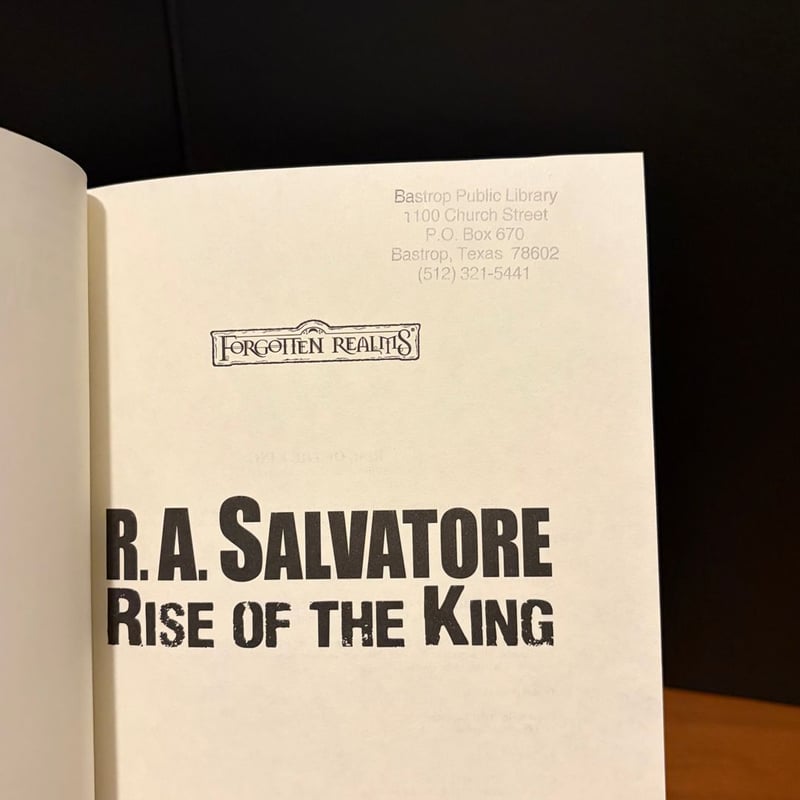 Bastrop Public Library
1100 Church Street
P.O. Box 670
Bastrop, Texas 78602
(512) 321-5441
FORGOTTEN REALMS®
R. A. SALVATORE
RISE OF THE KING